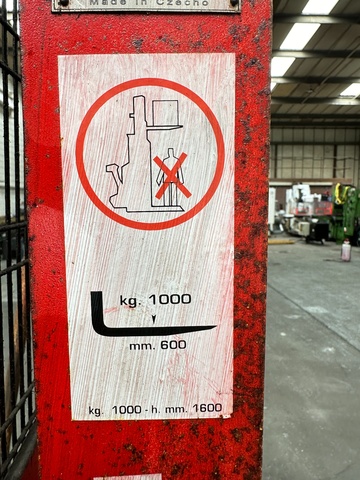 Made in Czecho
kg. 1000
mm. 600
kg. 1000 - h. mm. 1600